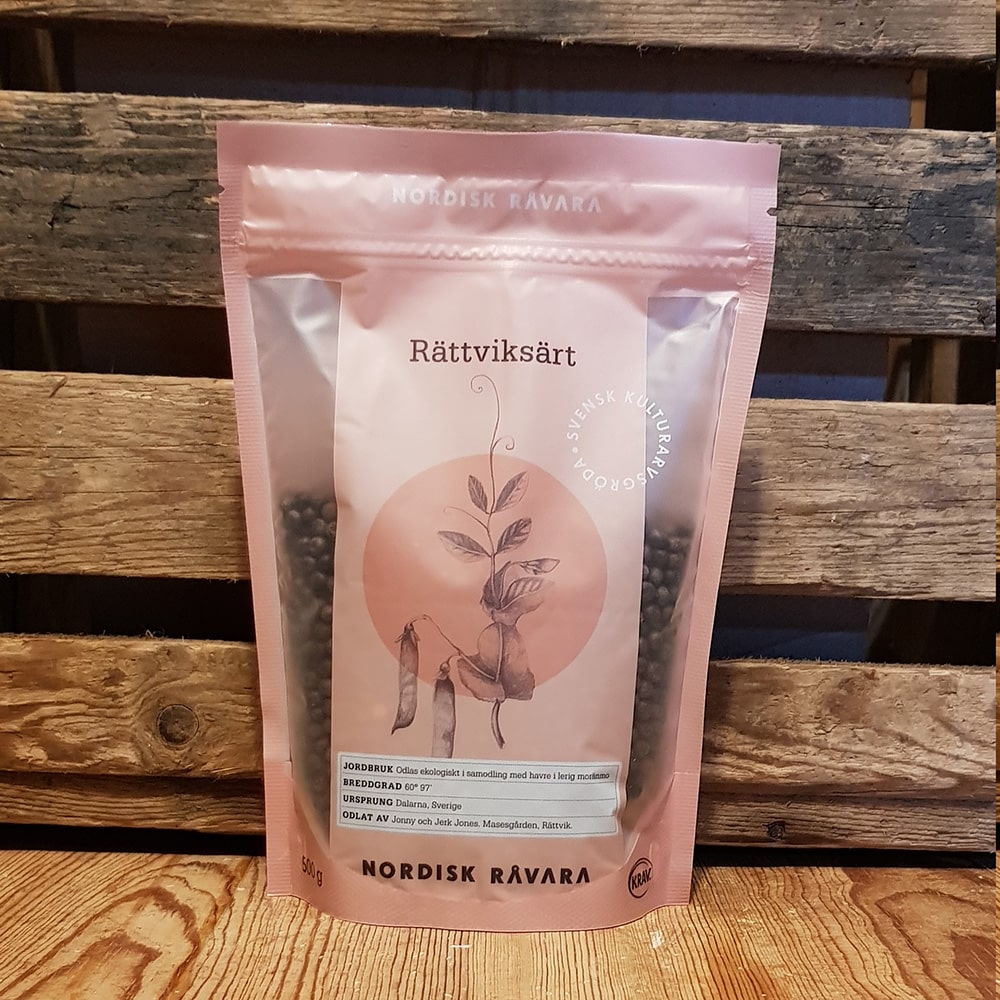 NORDISK RÅVARA
Rättviksärt
SVENSK KULTURARVSGRÖDA •
JORDBRUK Odlas ekologiskt i samodling med havre i lerig moränmo
BREDDGRAD 60° 97'
URSPRUNG Dalarna, Sverige
ODLAT AV Jonny och Jerk Jones. Masesgården, Rättvik.
500 g
NORDISK RÅVARA
KRAV